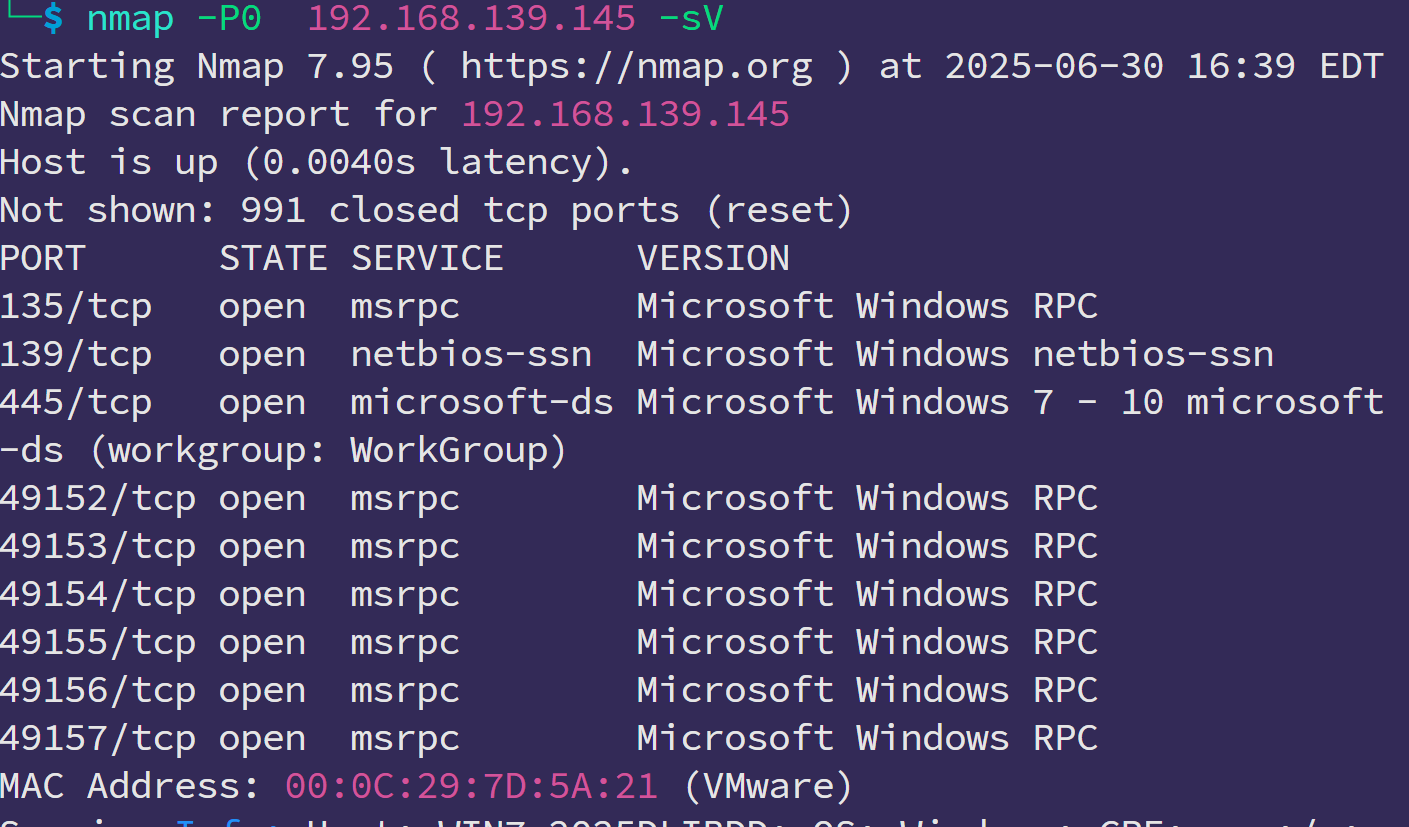 └─$ nmap -P0  192.168.139.145 -sV
Starting Nmap 7.95 ( https://nmap.org ) at 2025-06-30 16:39 EDT
Nmap scan report for 192.168.139.145
Host is up (0.0040s latency).
Not shown: 991 closed tcp ports (reset)
PORT      STATE SERVICE      VERSION
135/tcp   open  msrpc        Microsoft Windows RPC
139/tcp   open  netbios-ssn  Microsoft Windows netbios-ssn
445/tcp   open  microsoft-ds Microsoft Windows 7 - 10 microsoft
-ds (workgroup: WorkGroup)
49152/tcp open  msrpc        Microsoft Windows RPC
49153/tcp open  msrpc        Microsoft Windows RPC
49154/tcp open  msrpc        Microsoft Windows RPC
49155/tcp open  msrpc        Microsoft Windows RPC
49156/tcp open  msrpc        Microsoft Windows RPC
49157/tcp open  msrpc        Microsoft Windows RPC
MAC Address: 00:0C:29:7D:5A:21 (VMware)